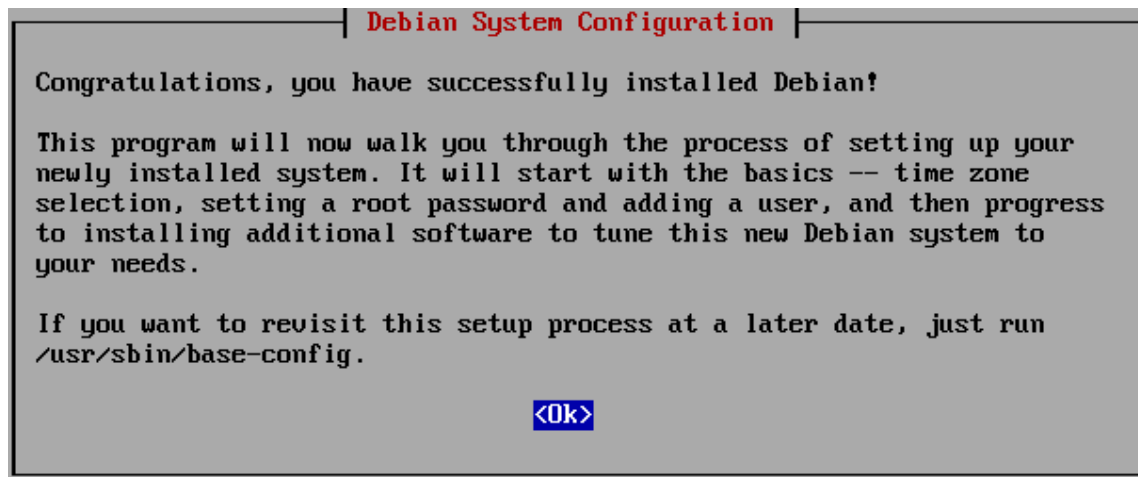 Debian System Configuration
Congratulations, you have successfully installed Debian!
This program will now walk you through the process of setting up your
newly installed system. It will start with the basics -- time zone
selection, setting a root password and adding a user, and then progress
to installing additional software to tune this new Debian system to
your needs.
If you want to revisit this setup process at a later date, just run
/usr/sbin/base-config.
<Ok>